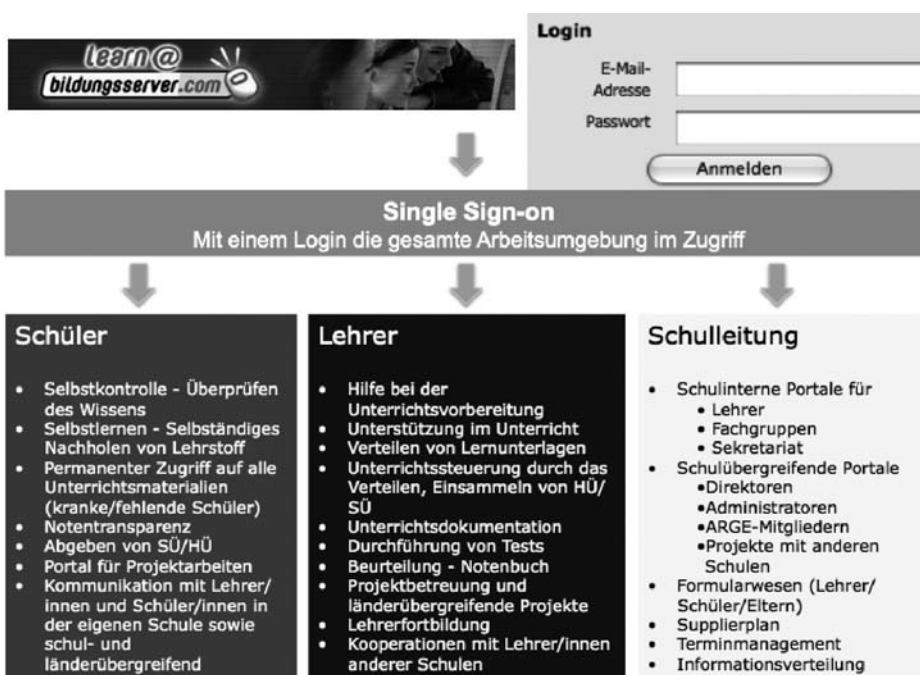 learn@
bildungsserver.com
Login
E-Mail-
Adresse
Passwort
Anmelden
Single Sign-on
Mit einem Login die gesamte Arbeitsumgebung im Zugriff
Schüler
• Selbstkontrolle - Überprüfen
des Wissens
• Selbstlernen - Selbständiges
Nachholen von Lehrstoff
• Permanenter Zugriff auf alle
Unterrichtsmaterialien
(kranke/fehlende Schüler)
• Notentransparenz
• Abgeben von SÜ/HÜ
• Portal für Projektarbeiten
• Kommunikation mit Lehrer/
innen und Schüler/innen in
der eigenen Schule sowie
schul- und
länderübergreifend
Lehrer
• Hilfe bei der
Unterrichtsvorbereitung
• Unterstützung im Unterricht
• Verteilen von Lernunterlagen
• Unterrichtssteuerung durch das
Verteilen, Einsammeln von HÜ/
SÜ
• Unterrichtsdokumentation
• Durchführung von Tests
• Beurteilung - Notenbuch
• Projektbetreuung und
länderübergreifende Projekte
• Lehrerfortbildung
• Kooperationen mit Lehrer/innen
anderer Schulen
Schulleitung
• Schulinterne Portale für
• Lehrer
• Fachgruppen
• Sekretariat
• Schulübergreifende Portale
•Direktoren
•Administratoren
•ARGE-Mitgliedern
•Projekte mit anderen
Schulen
• Formularwesen (Lehrer/
Schüler/Eltern)
• Supplierplan
• Terminmanagement
• Informationsverteilung